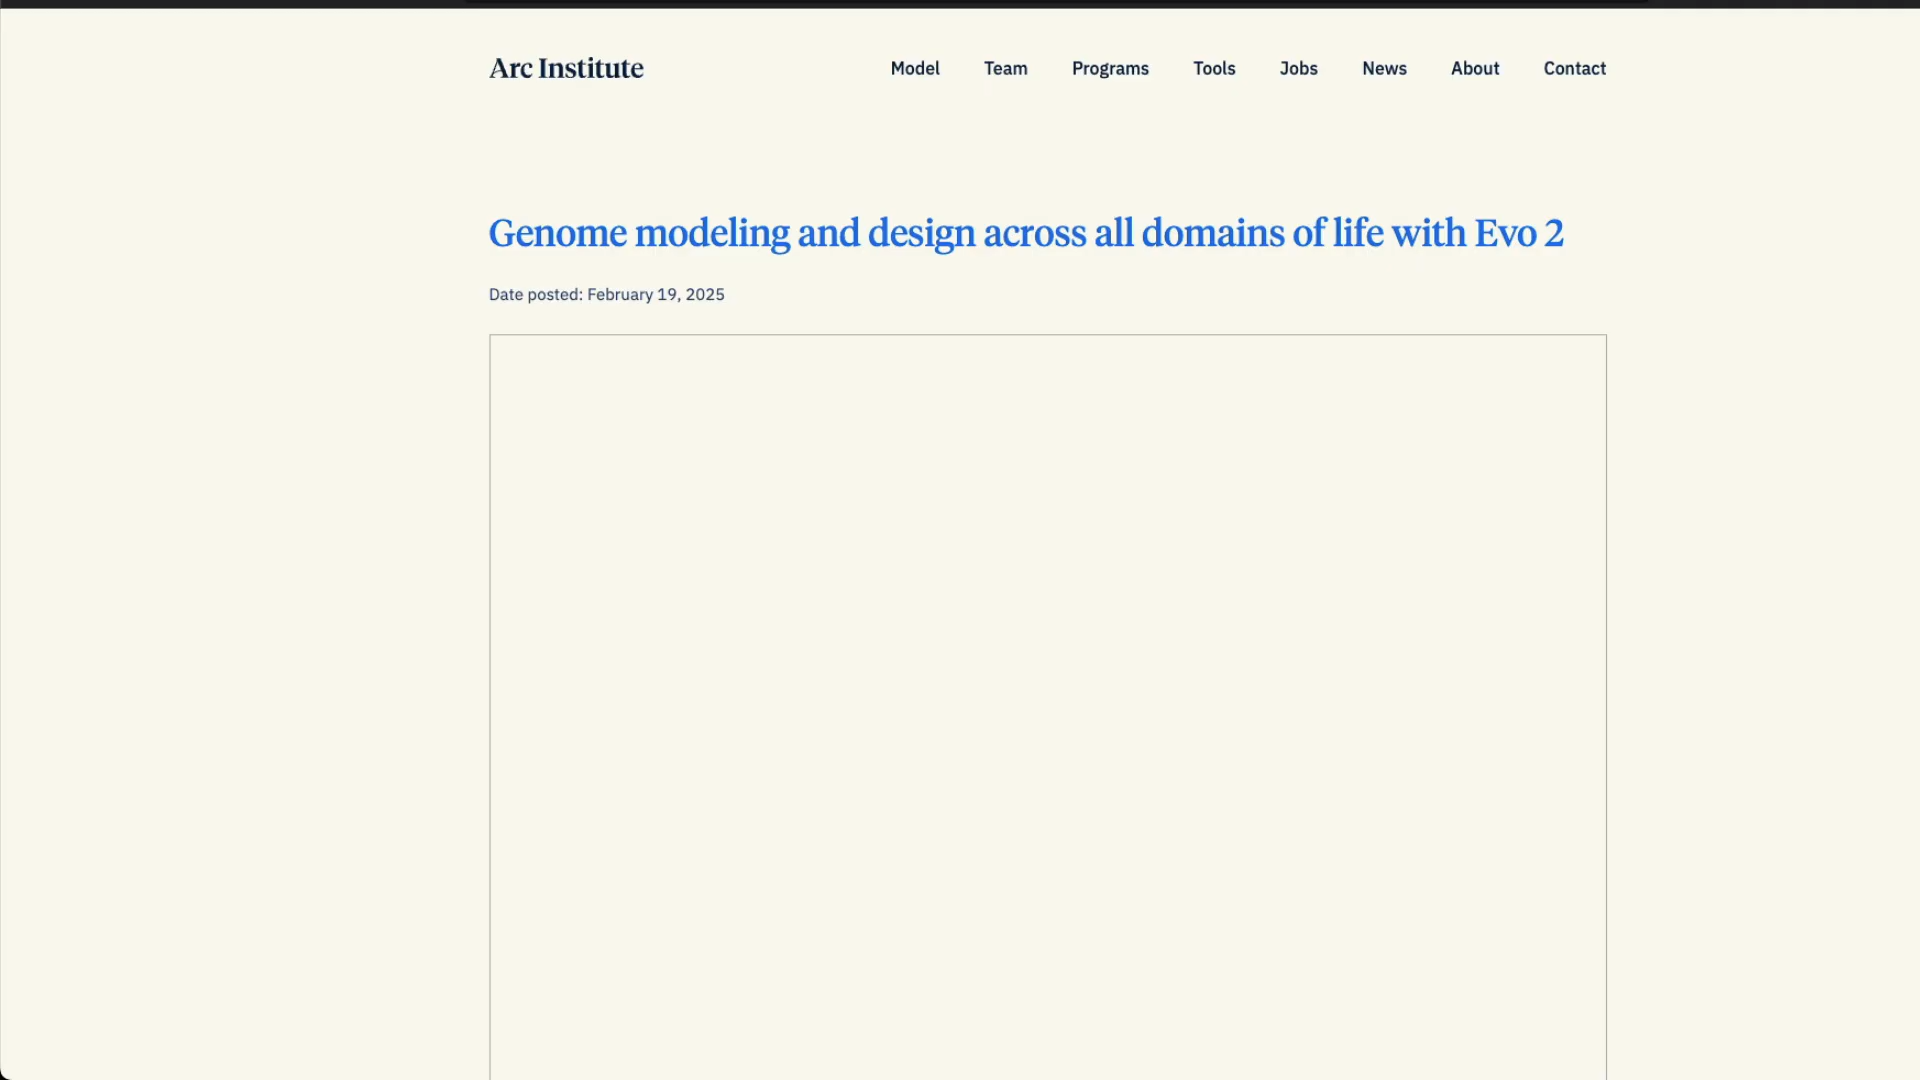 Arc Institute
Model Team Programs Tools Jobs News About Contact
Genome modeling and design across all domains of life with Evo 2
Date posted: February 19, 2025